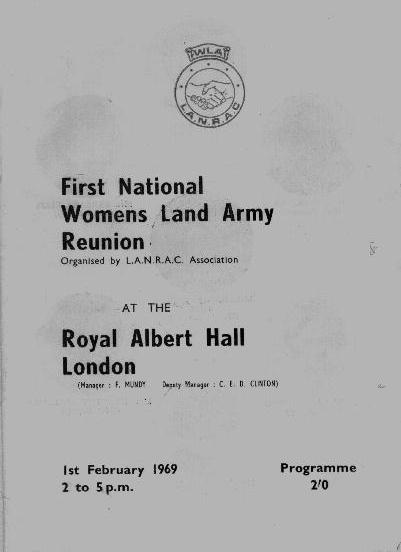 WLA
L.A.N.R.A.C
First National
Womens Land Army
Reunion
Organised by L.A.N.R.A.C. Association
AT THE
Royal Albert Hall
London
(Manager : F. MUNDY Deputy Manager : C. E. D. CLINTON)
1st February 1969
2 to 5 p.m.
Programme
2'0